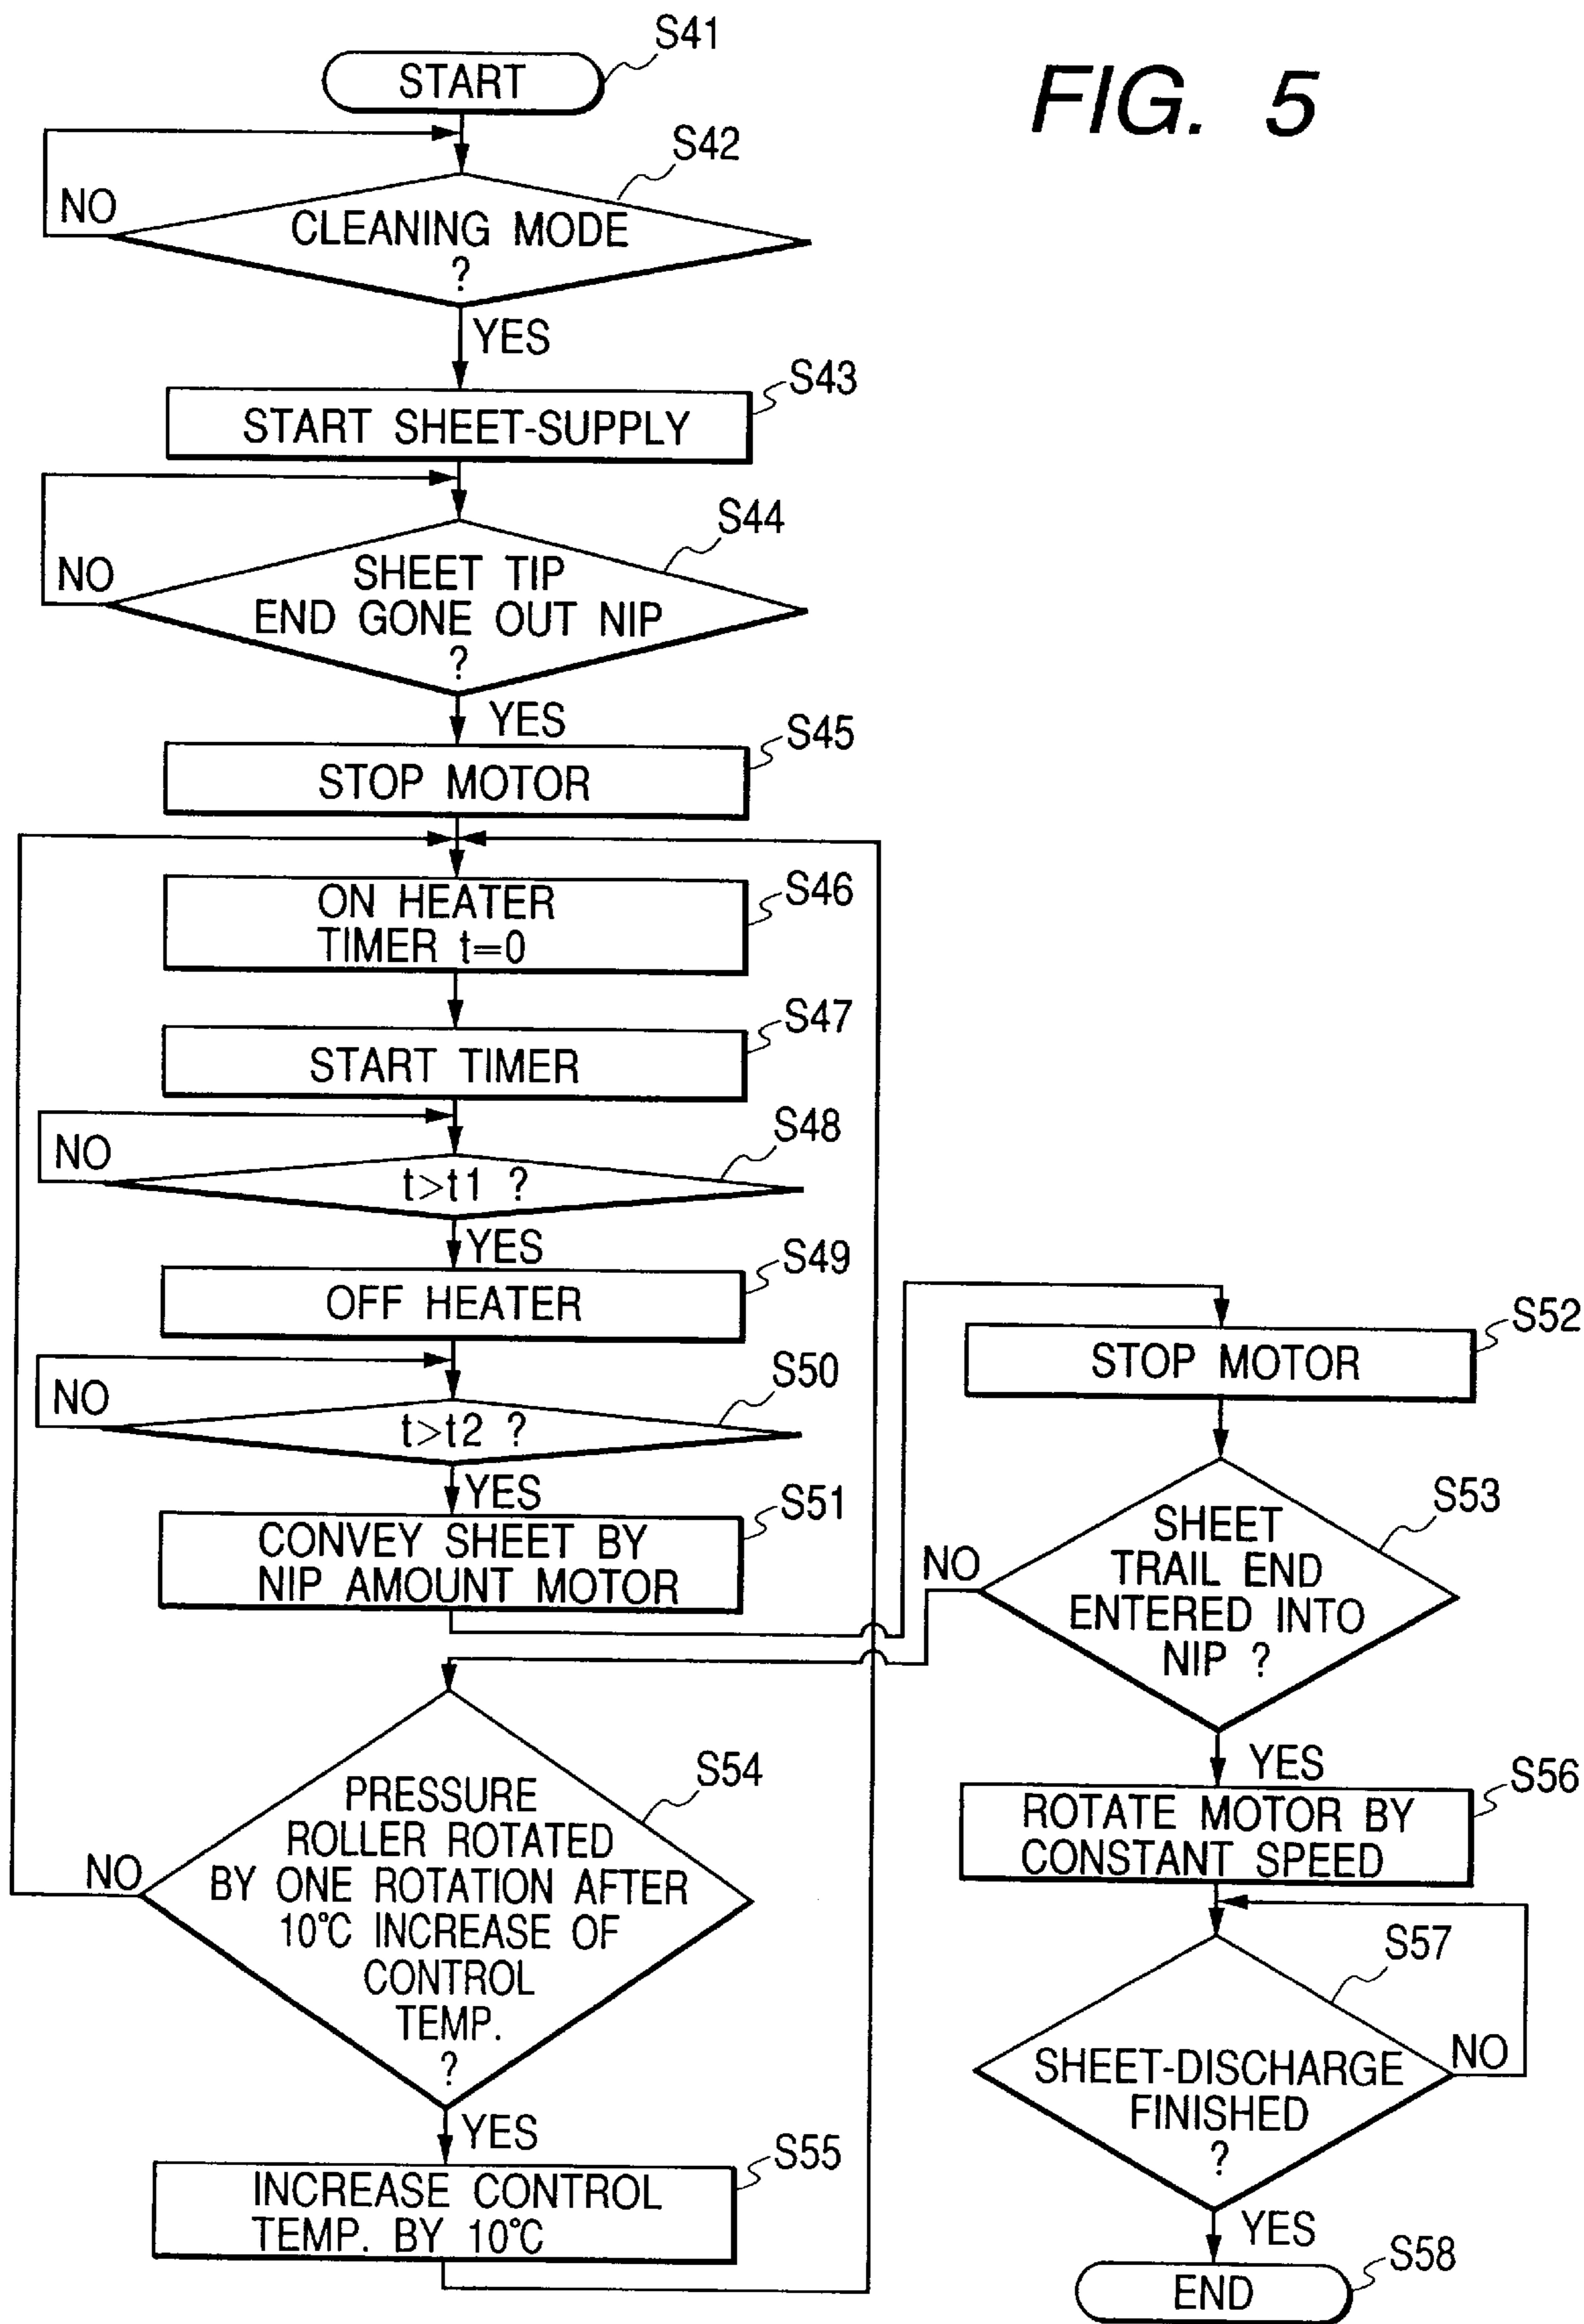 FIG. 5
START
S41
CLEANING MODE
?
S42
NO
YES
START SHEET-SUPPLY
S43
SHEET TIP
END GONE OUT NIP
?
S44
NO
YES
STOP MOTOR
S45
ON HEATER
TIMER t=0
S46
START TIMER
S47
t>t1 ?
S48
NO
YES
OFF HEATER
S49
t>t2 ?
S50
NO
YES
CONVEY SHEET BY
NIP AMOUNT MOTOR
S51
STOP MOTOR
S52
SHEET
TRAIL END
ENTERED INTO
NIP ?
S53
NO
YES
PRESSURE
ROLLER ROTATED
BY ONE ROTATION AFTER
10°C INCREASE OF
CONTROL
TEMP.
?
S54
NO
YES
INCREASE CONTROL
TEMP. BY 10°C
S55
ROTATE MOTOR BY
CONSTANT SPEED
S56
SHEET-DISCHARGE
FINISHED
?
S57
NO
YES
END
S58